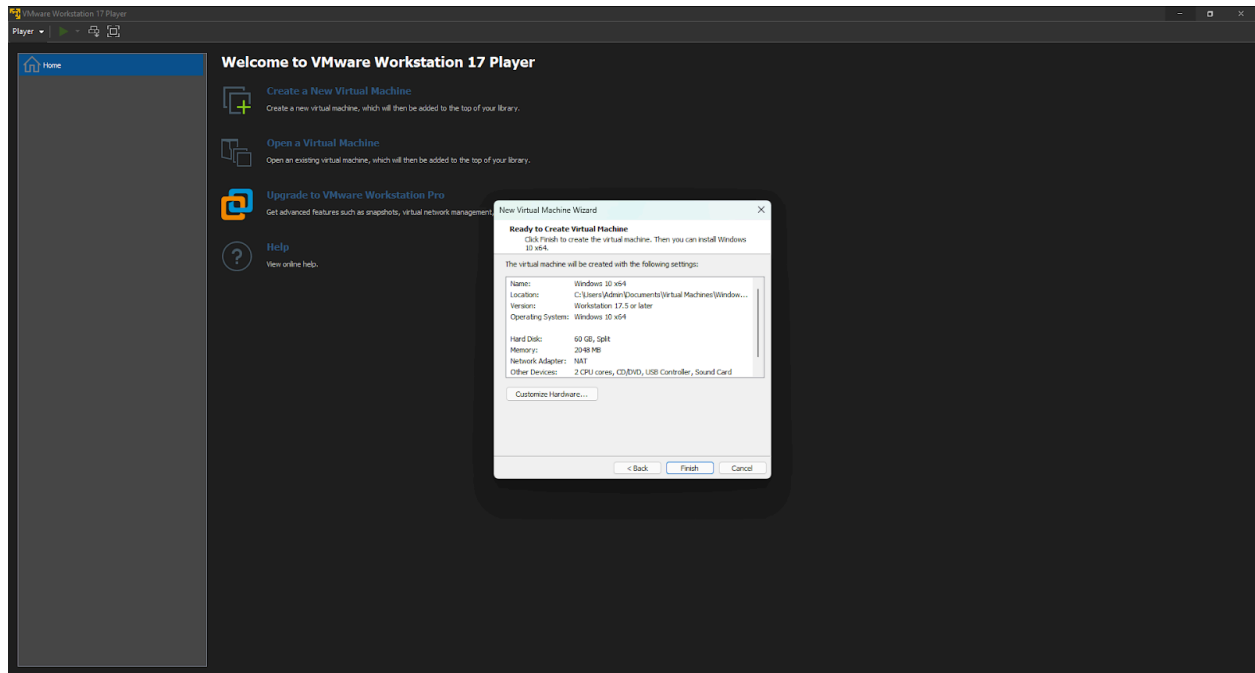 VMware Workstation 17 Player
Player
Home
Welcome to VMware Workstation 17 Player
Create a New Virtual Machine
Create a new virtual machine, which will then be added to the top of your library.
Open a Virtual Machine
Open an existing virtual machine, which will then be added to the top of your library.
Upgrade to VMware Workstation Pro
Get advanced features such as snapshots, virtual network management,
Help
View online help.
New Virtual Machine Wizard
Ready to Create Virtual Machine
Click Finish to create the virtual machine. Then you can install Windows
10 x64.
The virtual machine will be created with the following settings:
Name: Windows 10 x64
Location: C:\Users\Admin\Documents\Virtual Machines\Window...
Version: Workstation 17.5 or later
Operating System: Windows 10 x64
Hard Disk: 60 GB, Split
Memory: 2048 MB
Network Adapter: NAT
Other Devices: 2 CPU cores, CD/DVD, USB Controller, Sound Card
Customize Hardware...
< Back Finish Cancel